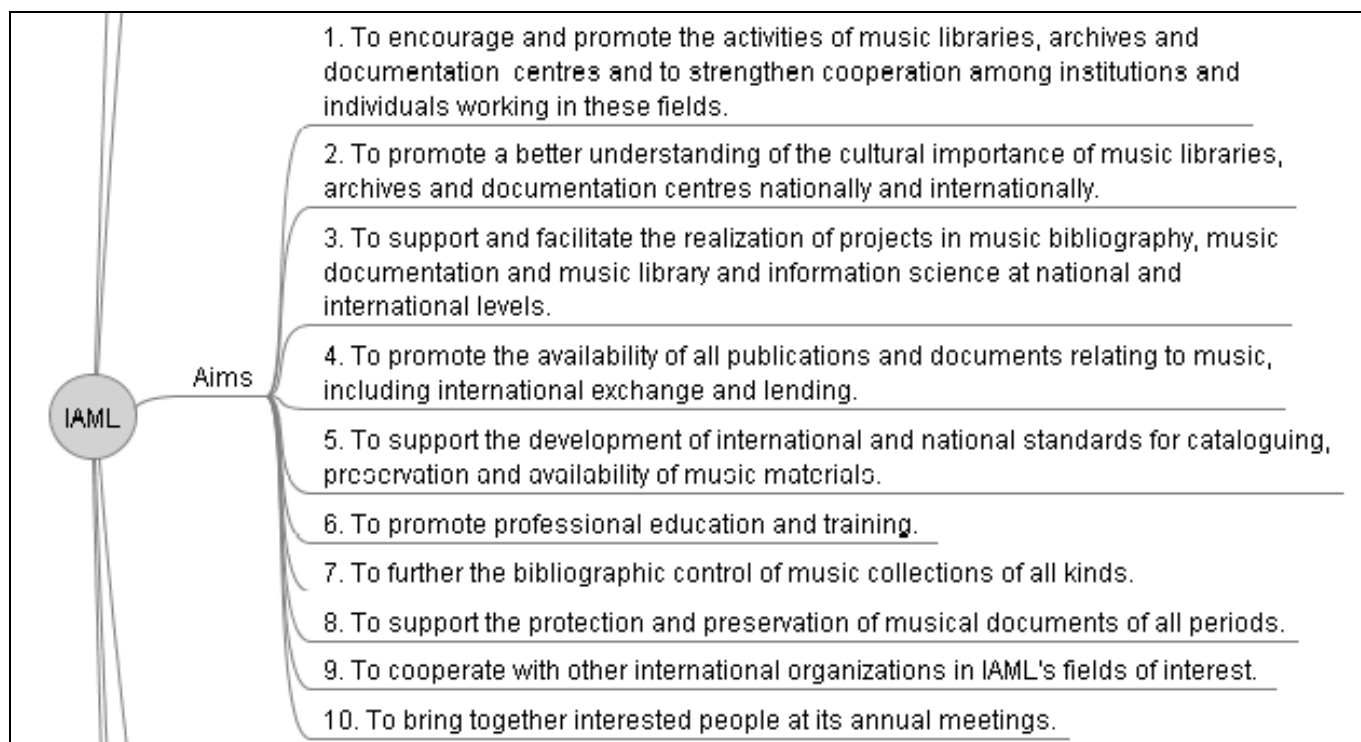 1. To encourage and promote the activities of music libraries, archives and
documentation centres and to strengthen cooperation among institutions and
individuals working in these fields.
2. To promote a better understanding of the cultural importance of music libraries,
archives and documentation centres nationally and internationally.
3. To support and facilitate the realization of projects in music bibliography, music
documentation and music library and information science at national and
international levels.
Aims
4. To promote the availability of all publications and documents relating to music,
including international exchange and lending.
IAML
5. To support the development of international and national standards for cataloguing,
preservation and availability of music materials.
6. To promote professional education and training.
7. To further the bibliographic control of music collections of all kinds.
8. To support the protection and preservation of musical documents of all periods.
9. To cooperate with other international organizations in IAML's fields of interest.
10. To bring together interested people at its annual meetings.